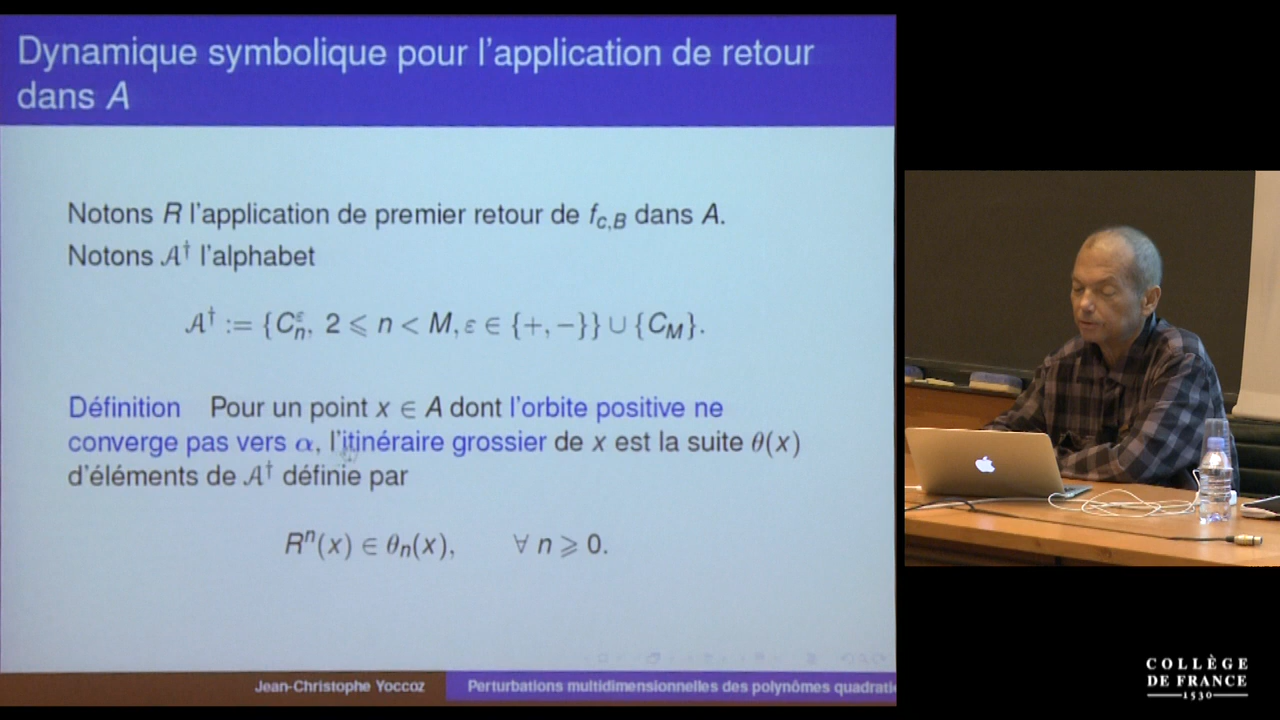 Dynamique symbolique pour l'application de retour
dans A
Notons R l'application de premier retour de f_{c,B} dans A.
Notons 𝒜† l'alphabet
𝒜† := {C_n^ε, 2 ⩽ n < M, ε ∈ {+, −}} ∪ {C_M}.
Définition Pour un point x ∈ A dont l'orbite positive ne
converge pas vers α, l'itinéraire grossier de x est la suite θ(x)
d'éléments de 𝒜† définie par
Rⁿ(x) ∈ θ_n(x), ∀ n ⩾ 0.
Jean-Christophe Yoccoz
Perturbations multidimensionnelles des polynômes quadrati
COLLÈGE
DE FRANCE
1530